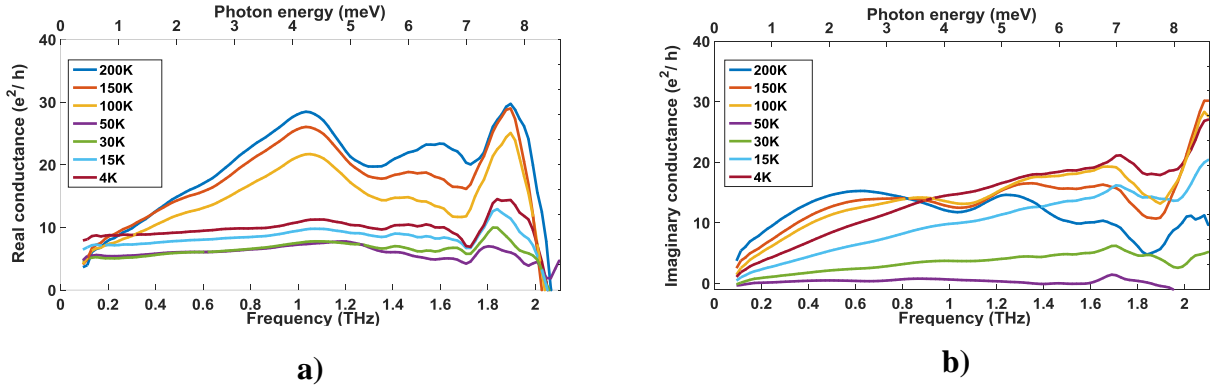 Photon energy (meV)
0 1 2 3 4 5 6 7 8
40
30
20
10
0
Real conductance (e²/ h)
200K
150K
100K
50K
30K
15K
4K
0 0.2 0.4 0.6 0.8 1 1.2 1.4 1.6 1.8 2
Frequency (THz)
a)
Photon energy (meV)
0 1 2 3 4 5 6 7 8
40
30
20
10
0
Imaginary conductance (e²/ h)
200K
150K
100K
50K
30K
15K
4K
0 0.2 0.4 0.6 0.8 1 1.2 1.4 1.6 1.8 2
Frequency (THz)
b)